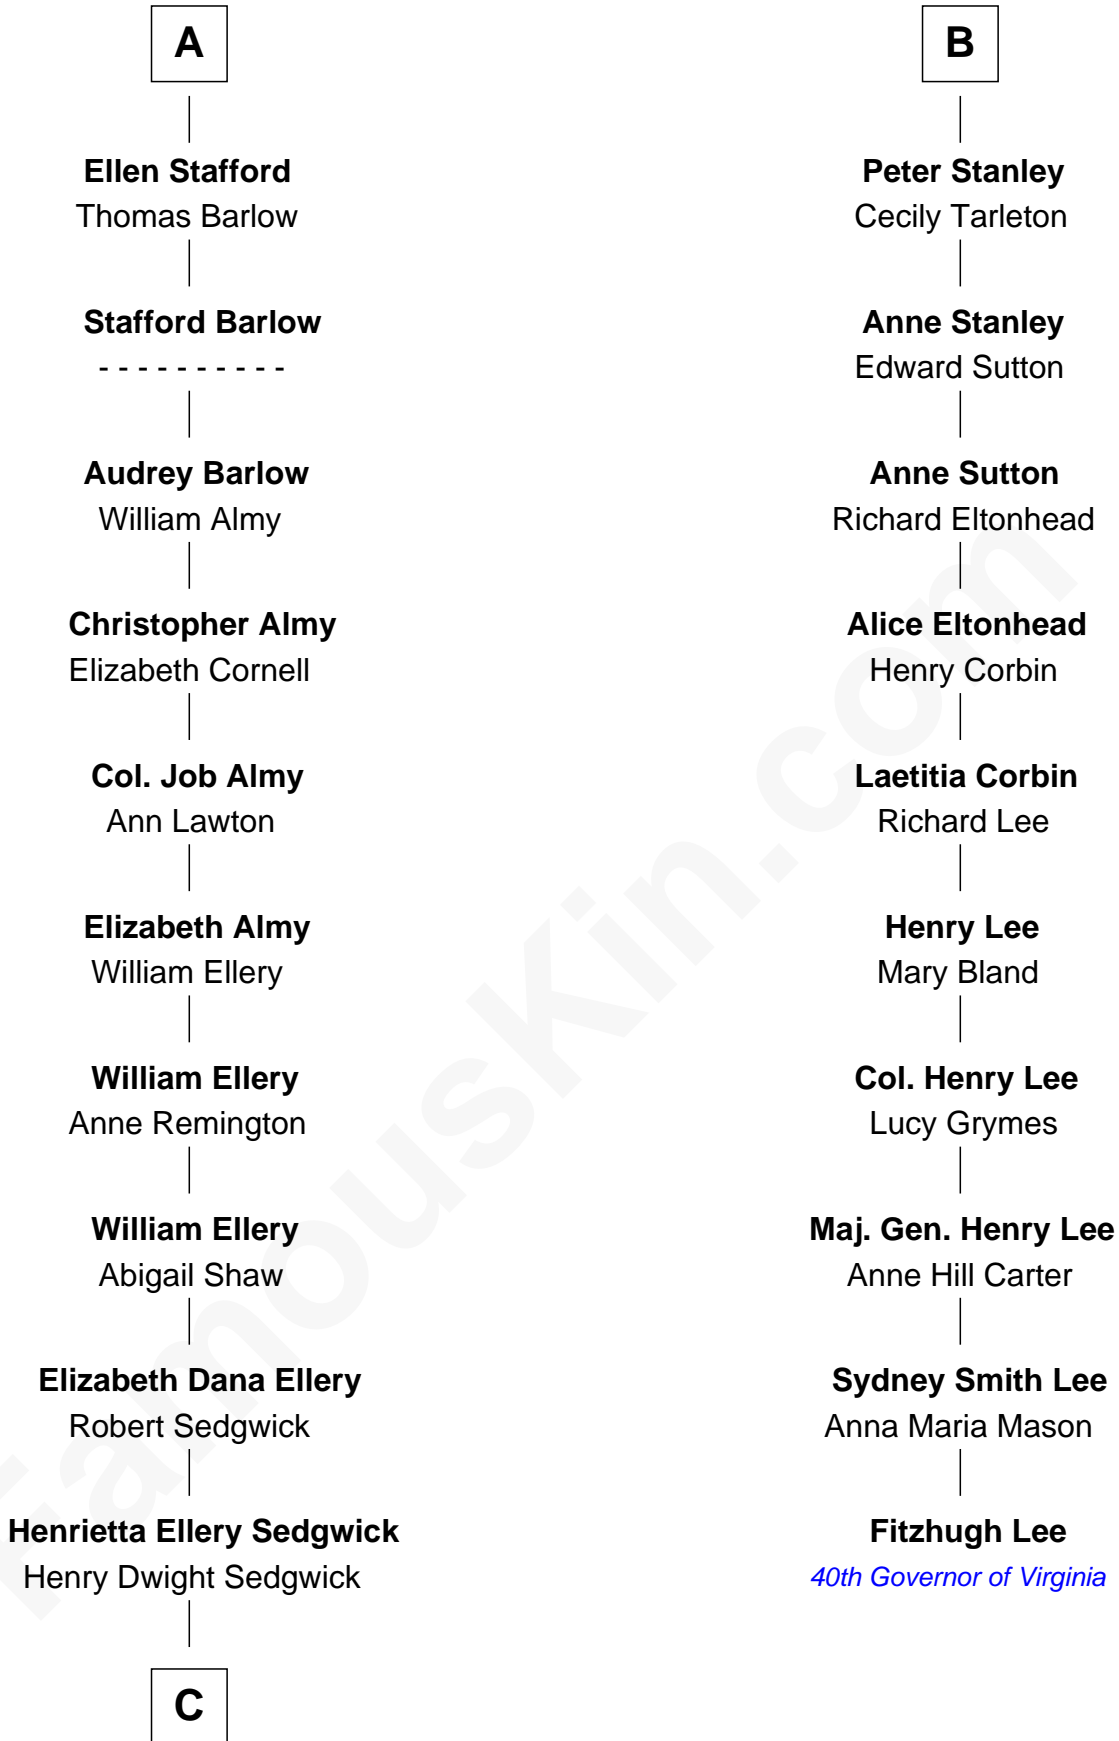 A
Ellen Stafford
Thomas Barlow
Stafford Barlow
- - - - - - - - - -
Audrey Barlow
William Almy
Christopher Almy
Elizabeth Cornell
Col. Job Almy
Ann Lawton
Elizabeth Almy
William Ellery
William Ellery
Anne Remington
William Ellery
Abigail Shaw
Elizabeth Dana Ellery
Robert Sedgwick
Henrietta Ellery Sedgwick
Henry Dwight Sedgwick
C
B
Peter Stanley
Cecily Tarleton
Anne Stanley
Edward Sutton
Anne Sutton
Richard Eltonhead
Alice Eltonhead
Henry Corbin
Laetitia Corbin
Richard Lee
Henry Lee
Mary Bland
Col. Henry Lee
Lucy Grymes
Maj. Gen. Henry Lee
Anne Hill Carter
Sydney Smith Lee
Anna Maria Mason
Fitzhugh Lee
40th Governor of Virginia
FamousKin.com